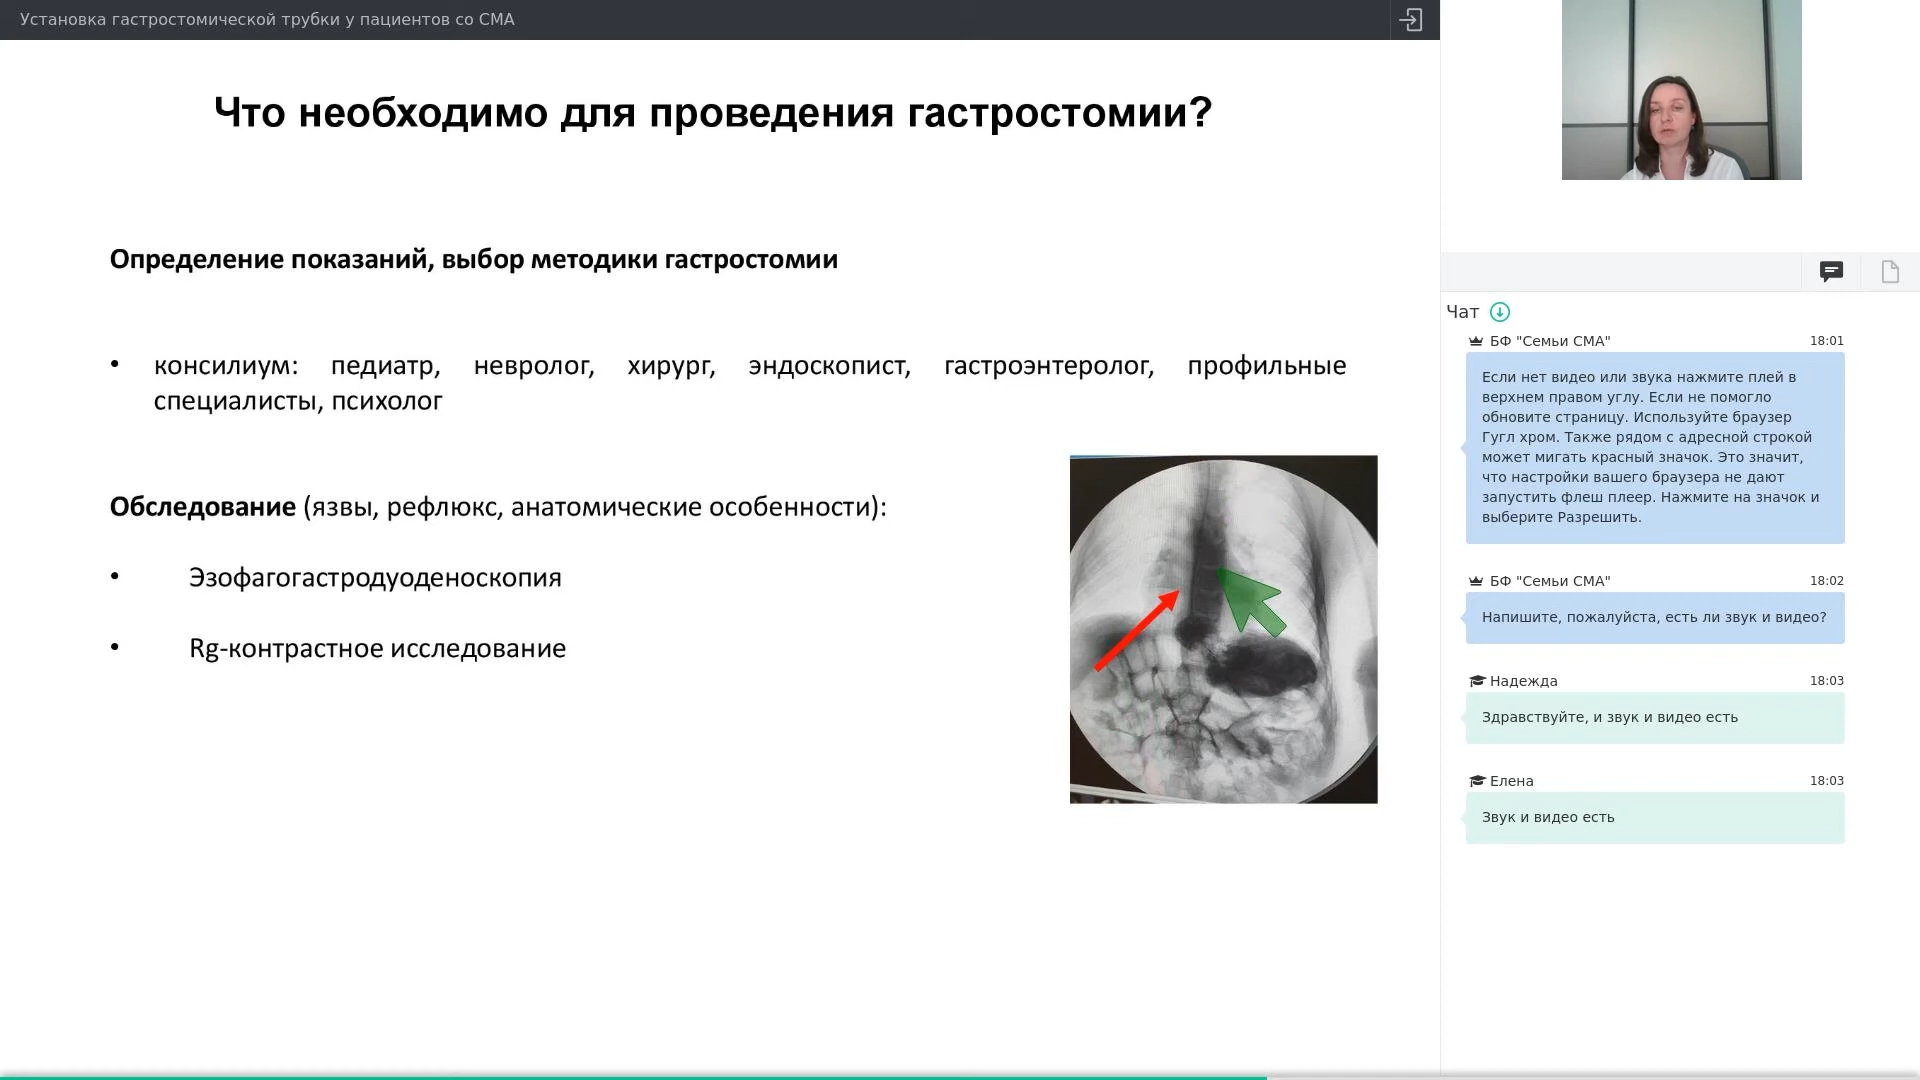 Установка гастростомической трубки у пациентов со СМА
Что необходимо для проведения гастростомии?
Определение показаний, выбор методики гастростомии
• консилиум: педиатр, невролог, хирург, эндоскопист, гастроэнтеролог, профильные
специалисты, психолог
Обследование (язвы, рефлюкс, анатомические особенности):
• Эзофагогастродуоденоскопия
• Rg-контрастное исследование
Чат
БФ "Семьи СМА" 18:01
Если нет видео или звука нажмите плей в
верхнем правом углу. Если не помогло
обновите страницу. Используйте браузер
Гугл хром. Также рядом с адресной строкой
может мигать красный значок. Это значит,
что настройки вашего браузера не дают
запустить флеш плеер. Нажмите на значок и
выберите Разрешить.
БФ "Семьи СМА" 18:02
Напишите, пожалуйста, есть ли звук и видео?
Надежда 18:03
Здравствуйте, и звук и видео есть
Елена 18:03
Звук и видео есть